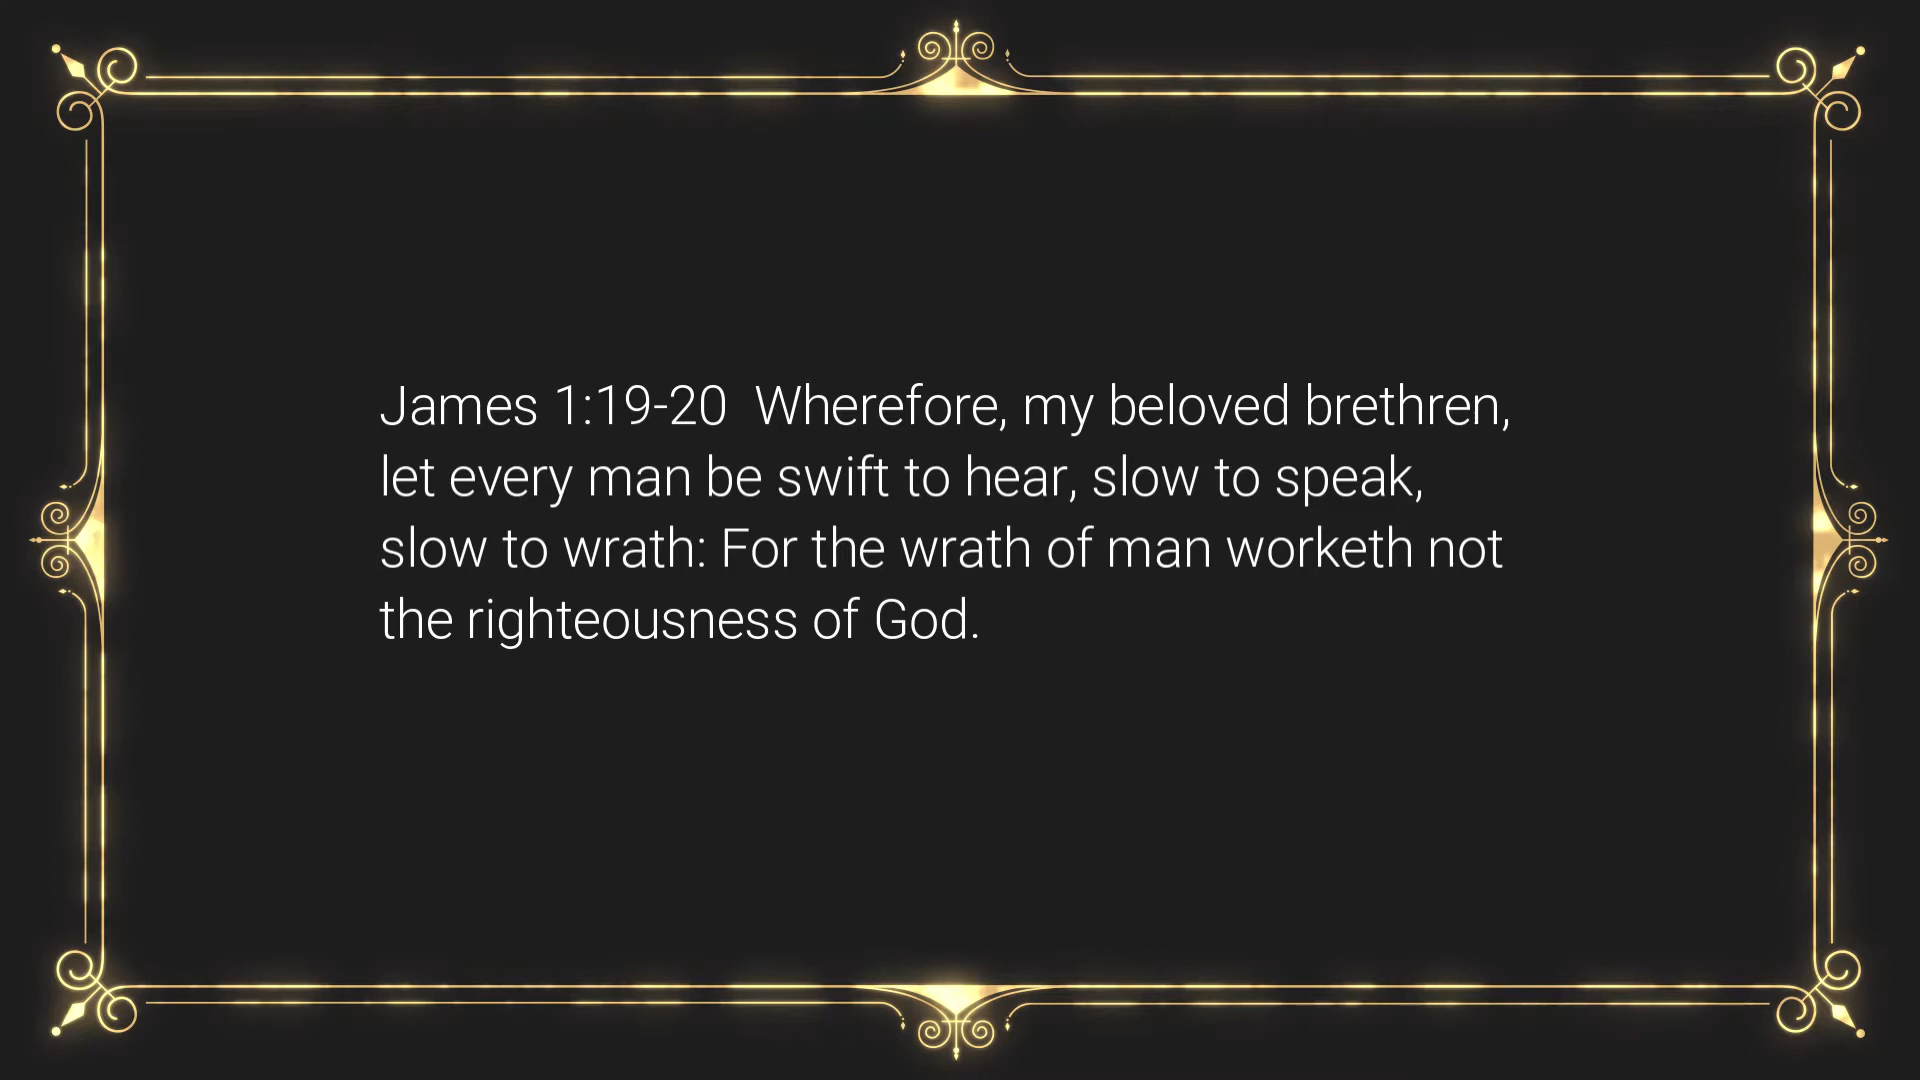 James 1:19-20  Wherefore, my beloved brethren,
let every man be swift to hear, slow to speak,
slow to wrath: For the wrath of man worketh not
the righteousness of God.